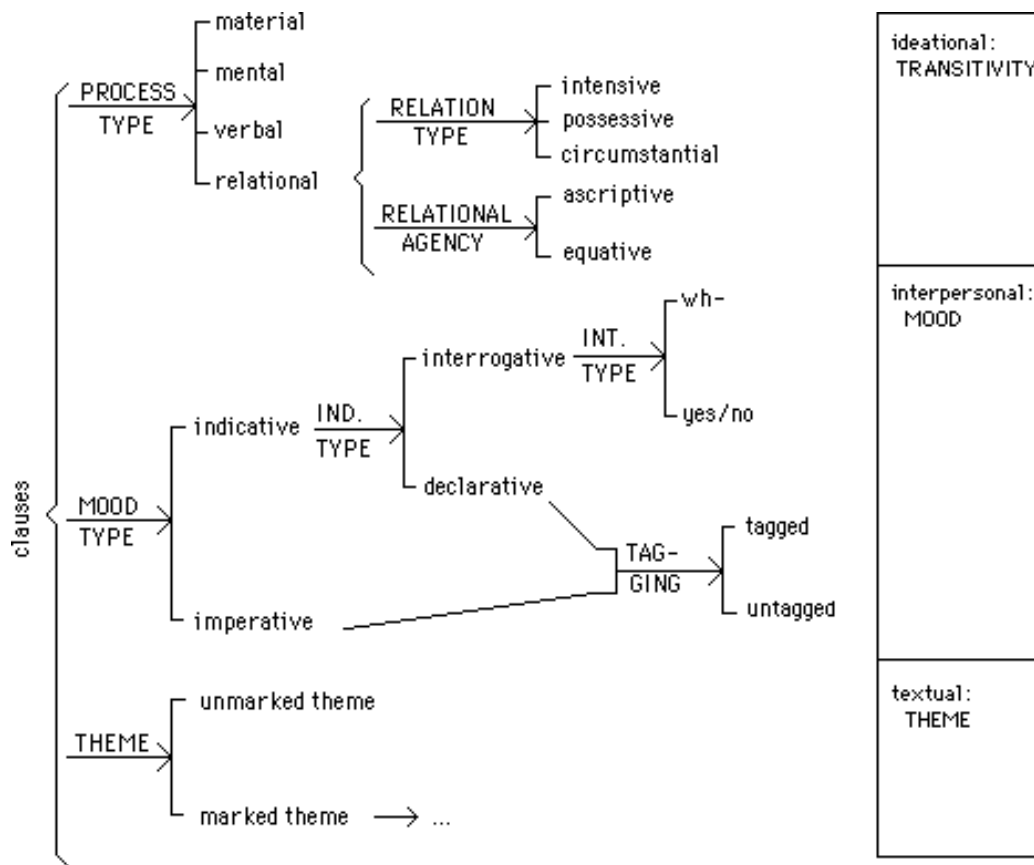 material
mental
PROCESS
TYPE
verbal
relational
RELATION
TYPE
intensive
possessive
circumstantial
RELATIONAL
AGENCY
ascriptive
equative
ideational:
TRANSITIVITY
clauses
MOOD
TYPE
indicative
IND.
TYPE
interrogative
INT.
TYPE
wh-
yes/no
declarative
imperative
TAG-
GING
tagged
untagged
interpersonal:
MOOD
THEME
unmarked theme
marked theme → ...
textual:
THEME